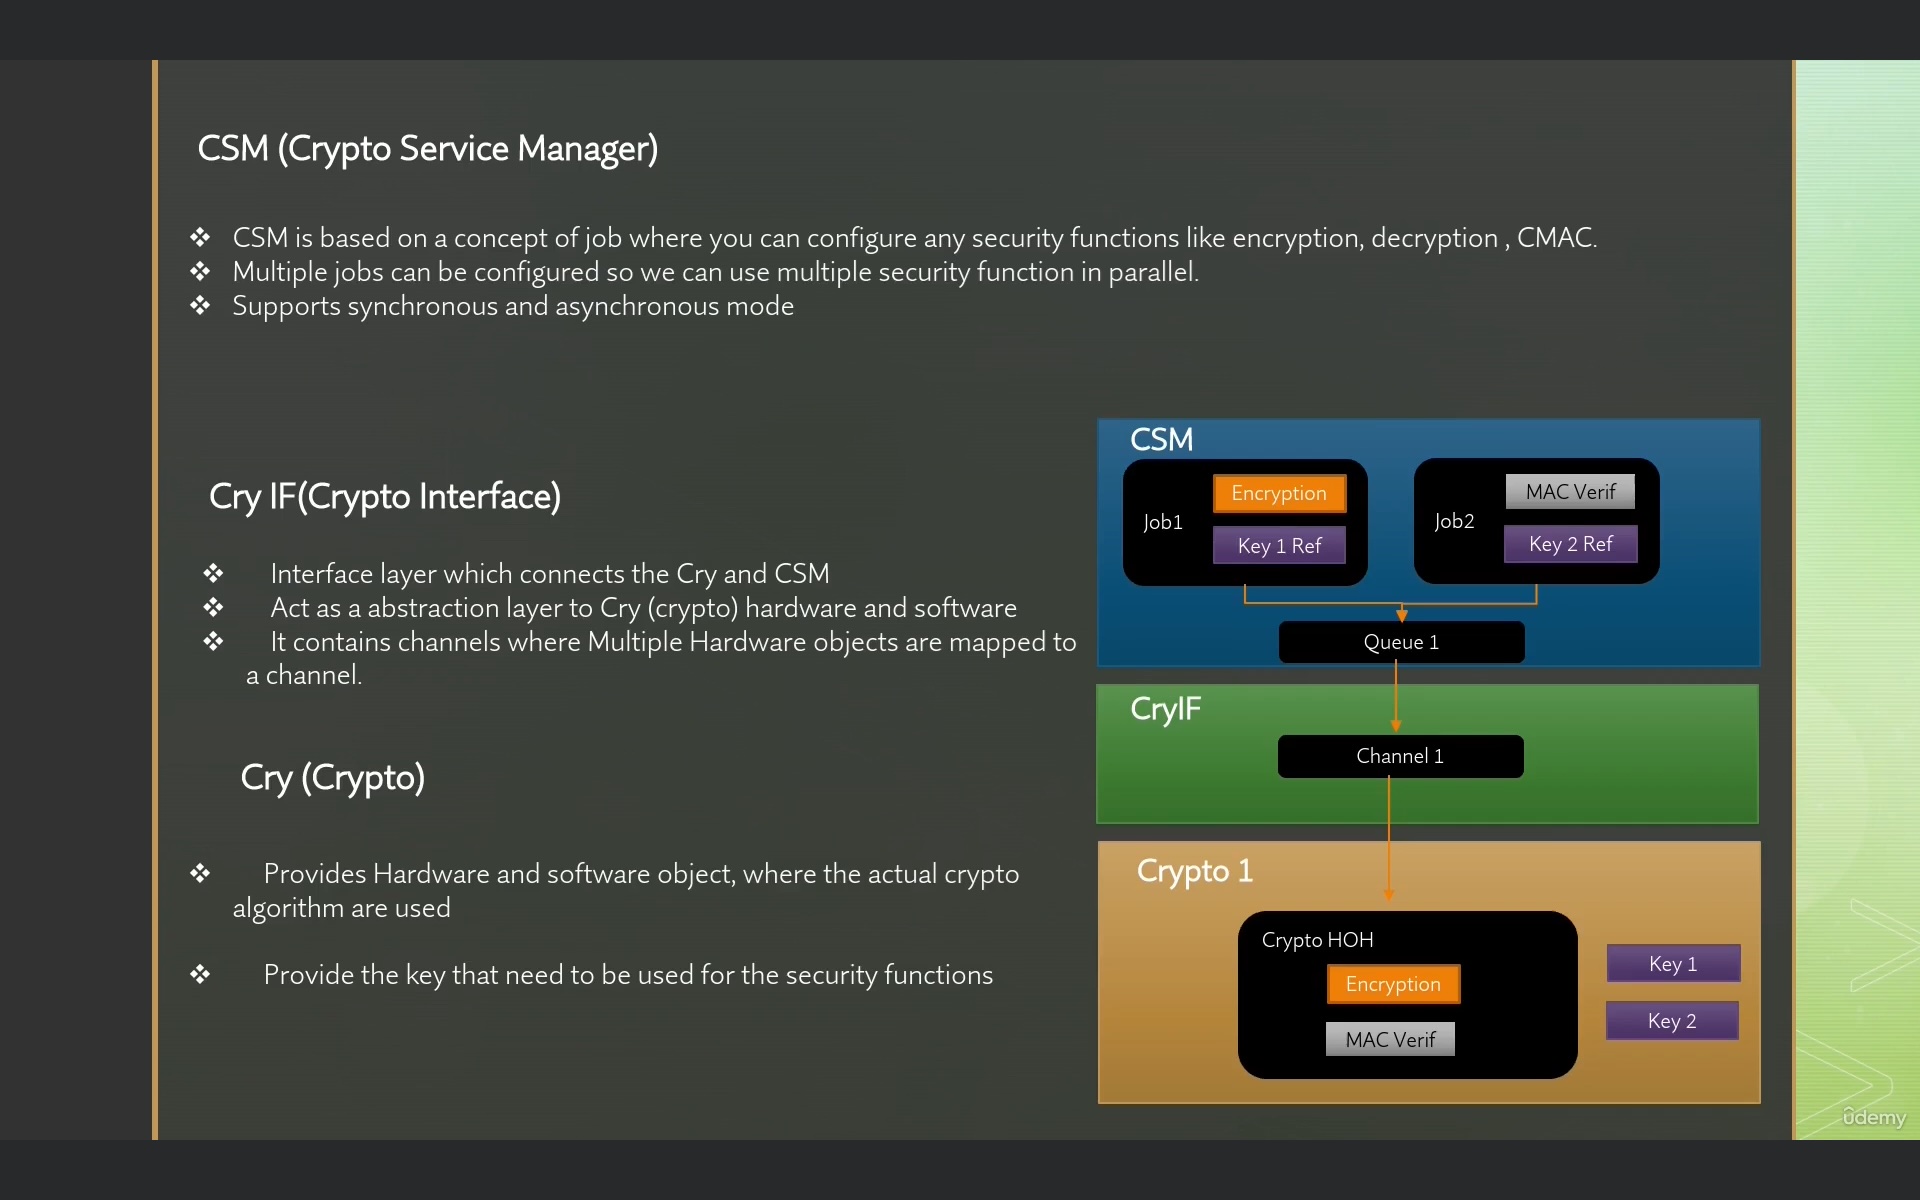 CSM (Crypto Service Manager)
❖ CSM is based on a concept of job where you can configure any security functions like encryption, decryption , CMAC.
❖ Multiple jobs can be configured so we can use multiple security function in parallel.
❖ Supports synchronous and asynchronous mode
Cry IF(Crypto Interface)
❖ Interface layer which connects the Cry and CSM
❖ Act as a abstraction layer to Cry (crypto) hardware and software
❖ It contains channels where Multiple Hardware objects are mapped to
a channel.
Cry (Crypto)
❖ Provides Hardware and software object, where the actual crypto
algorithm are used
❖ Provide the key that need to be used for the security functions
CSM
Job1
Encryption
Key 1 Ref
Job2
MAC Verif
Key 2 Ref
Queue 1
CryIF
Channel 1
Crypto 1
Crypto HOH
Encryption
MAC Verif
Key 1
Key 2
ûdemy